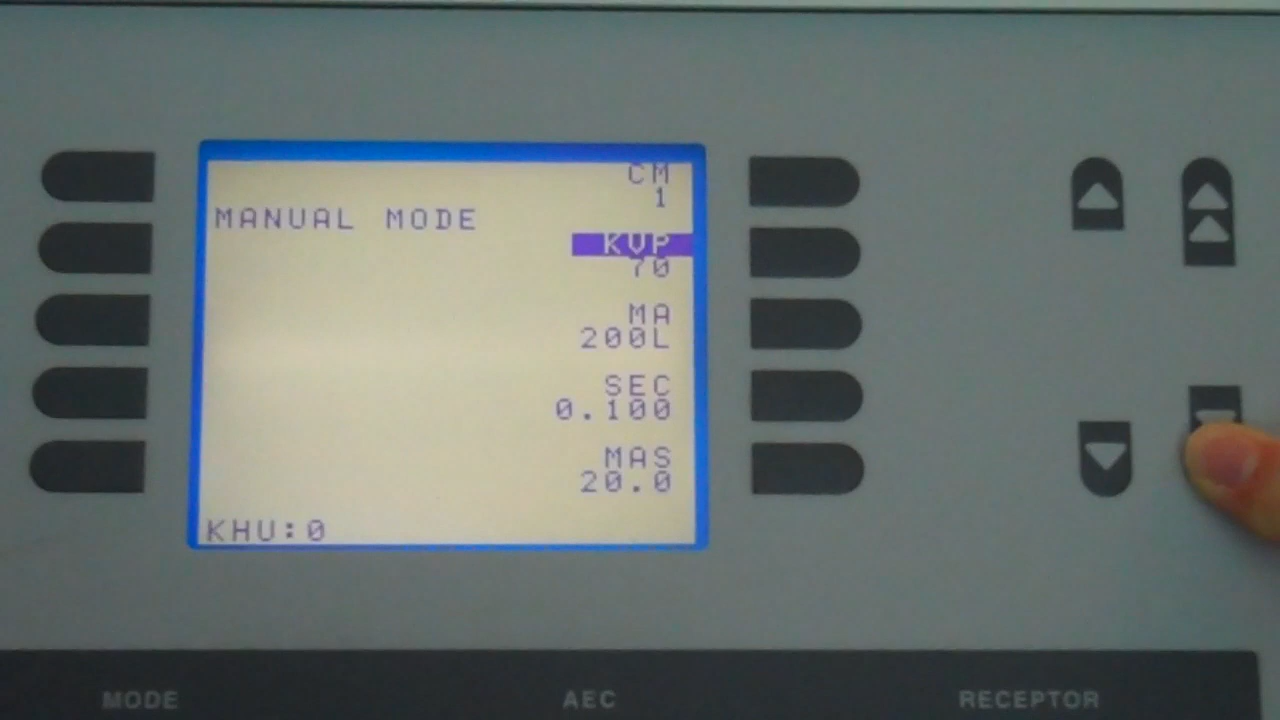 CM
1
MANUAL MODE
KVP
70
MA
200L
SEC
0.100
MAS
20.0
KHU:0
MODE
AEC
RECEPTOR